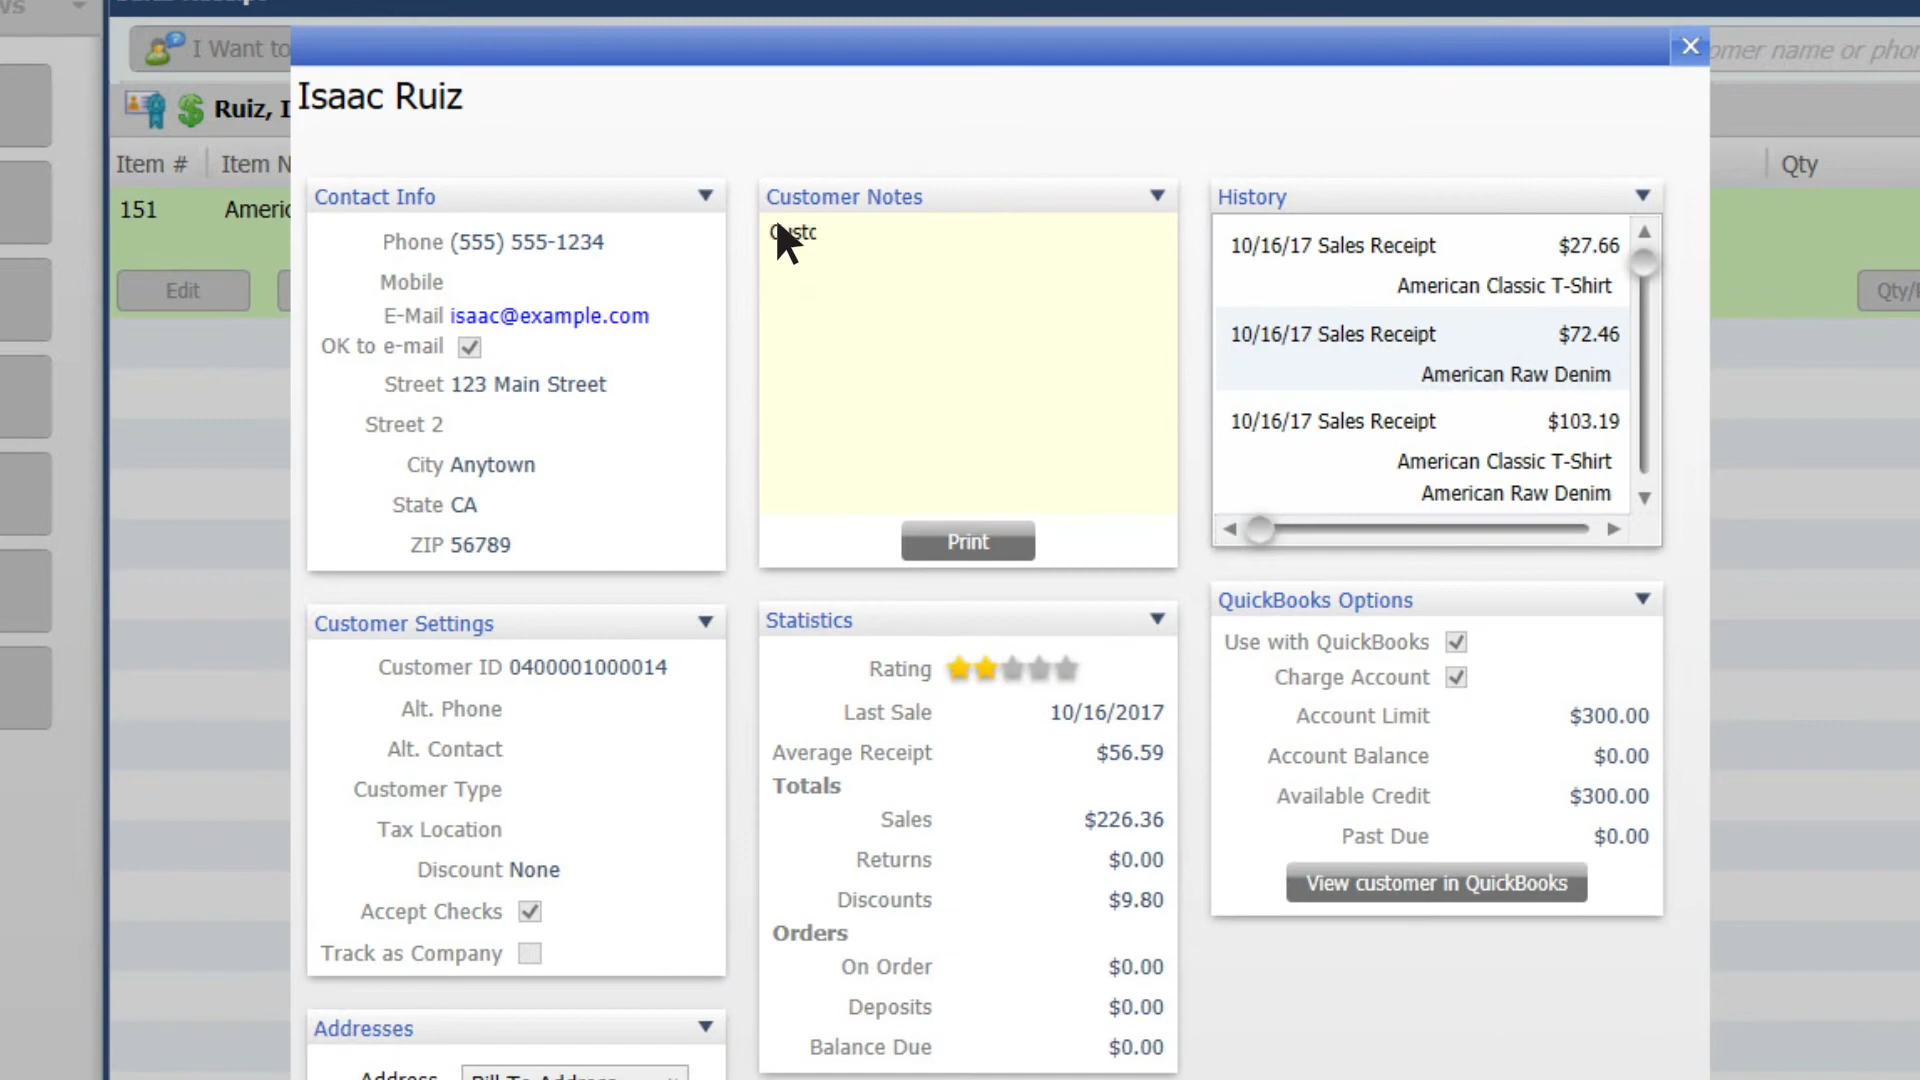 I Want to
Isaac Ruiz
Ruiz, I
Item #
Item N
Qty
151
Edit
Contact Info
Phone (555) 555-1234
Mobile
E-Mail isaac@example.com
OK to e-mail
Street 123 Main Street
Street 2
City Anytown
State CA
ZIP 56789
Customer Settings
Customer ID 0400001000014
Alt. Phone
Alt. Contact
Customer Type
Tax Location
Discount None
Accept Checks
Track as Company
Addresses
Customer Notes
Print
Statistics
Rating
Last Sale 10/16/2017
Average Receipt $56.59
Totals
Sales $226.36
Returns $0.00
Discounts $9.80
Orders
On Order $0.00
Deposits $0.00
Balance Due $0.00
History
10/16/17 Sales Receipt $27.66
American Classic T-Shirt
10/16/17 Sales Receipt $72.46
American Raw Denim
10/16/17 Sales Receipt $103.19
American Classic T-Shirt
American Raw Denim
QuickBooks Options
Use with QuickBooks
Charge Account
Account Limit $300.00
Account Balance $0.00
Available Credit $300.00
Past Due $0.00
View customer in QuickBooks